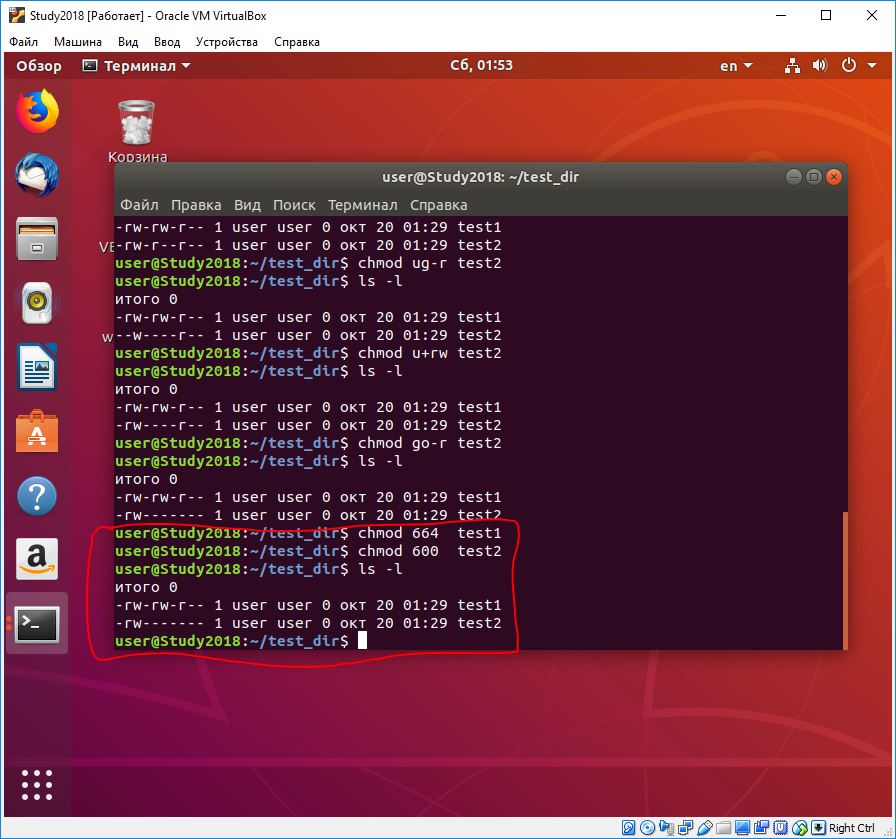 Study2018 [Работает] - Oracle VM VirtualBox
Файл Машина Вид Ввод Устройства Справка
Обзор Терминал Сб, 01:53 en
Корзина
user@Study2018: ~/test_dir
Файл Правка Вид Поиск Терминал Справка
-rw-rw-r-- 1 user user 0 окт 20 01:29 test1
-rw-r--r-- 1 user user 0 окт 20 01:29 test2
user@Study2018:~/test_dir$ chmod ug-r test2
user@Study2018:~/test_dir$ ls -l
итого 0
-rw-rw-r-- 1 user user 0 окт 20 01:29 test1
--w----r-- 1 user user 0 окт 20 01:29 test2
user@Study2018:~/test_dir$ chmod u+rw test2
user@Study2018:~/test_dir$ ls -l
итого 0
-rw-rw-r-- 1 user user 0 окт 20 01:29 test1
-rw----r-- 1 user user 0 окт 20 01:29 test2
user@Study2018:~/test_dir$ chmod go-r test2
user@Study2018:~/test_dir$ ls -l
итого 0
-rw-rw-r-- 1 user user 0 окт 20 01:29 test1
-rw------- 1 user user 0 окт 20 01:29 test2
user@Study2018:~/test_dir$ chmod 664  test1
user@Study2018:~/test_dir$ chmod 600  test2
user@Study2018:~/test_dir$ ls -l
итого 0
-rw-rw-r-- 1 user user 0 окт 20 01:29 test1
-rw------- 1 user user 0 окт 20 01:29 test2
user@Study2018:~/test_dir$
Right Ctrl